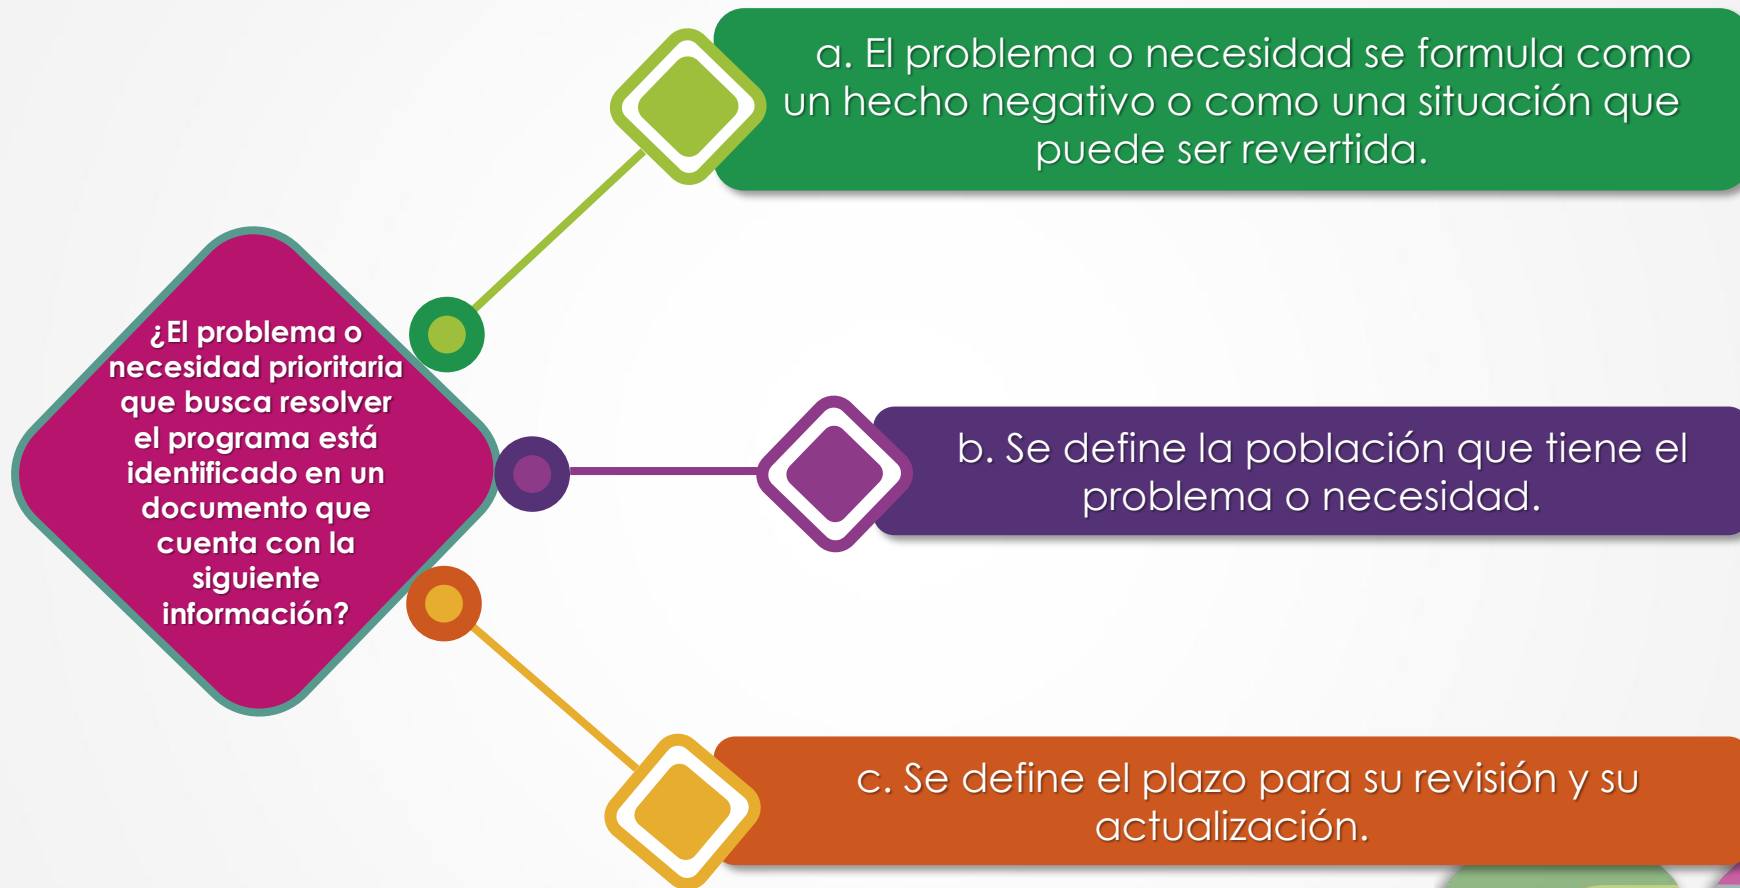 ¿El problema o
necesidad prioritaria
que busca resolver
el programa está
identificado en un
documento que
cuenta con la
siguiente
información?
a. El problema o necesidad se formula como
un hecho negativo o como una situación que
puede ser revertida.
b. Se define la población que tiene el
problema o necesidad.
c. Se define el plazo para su revisión y su
actualización.